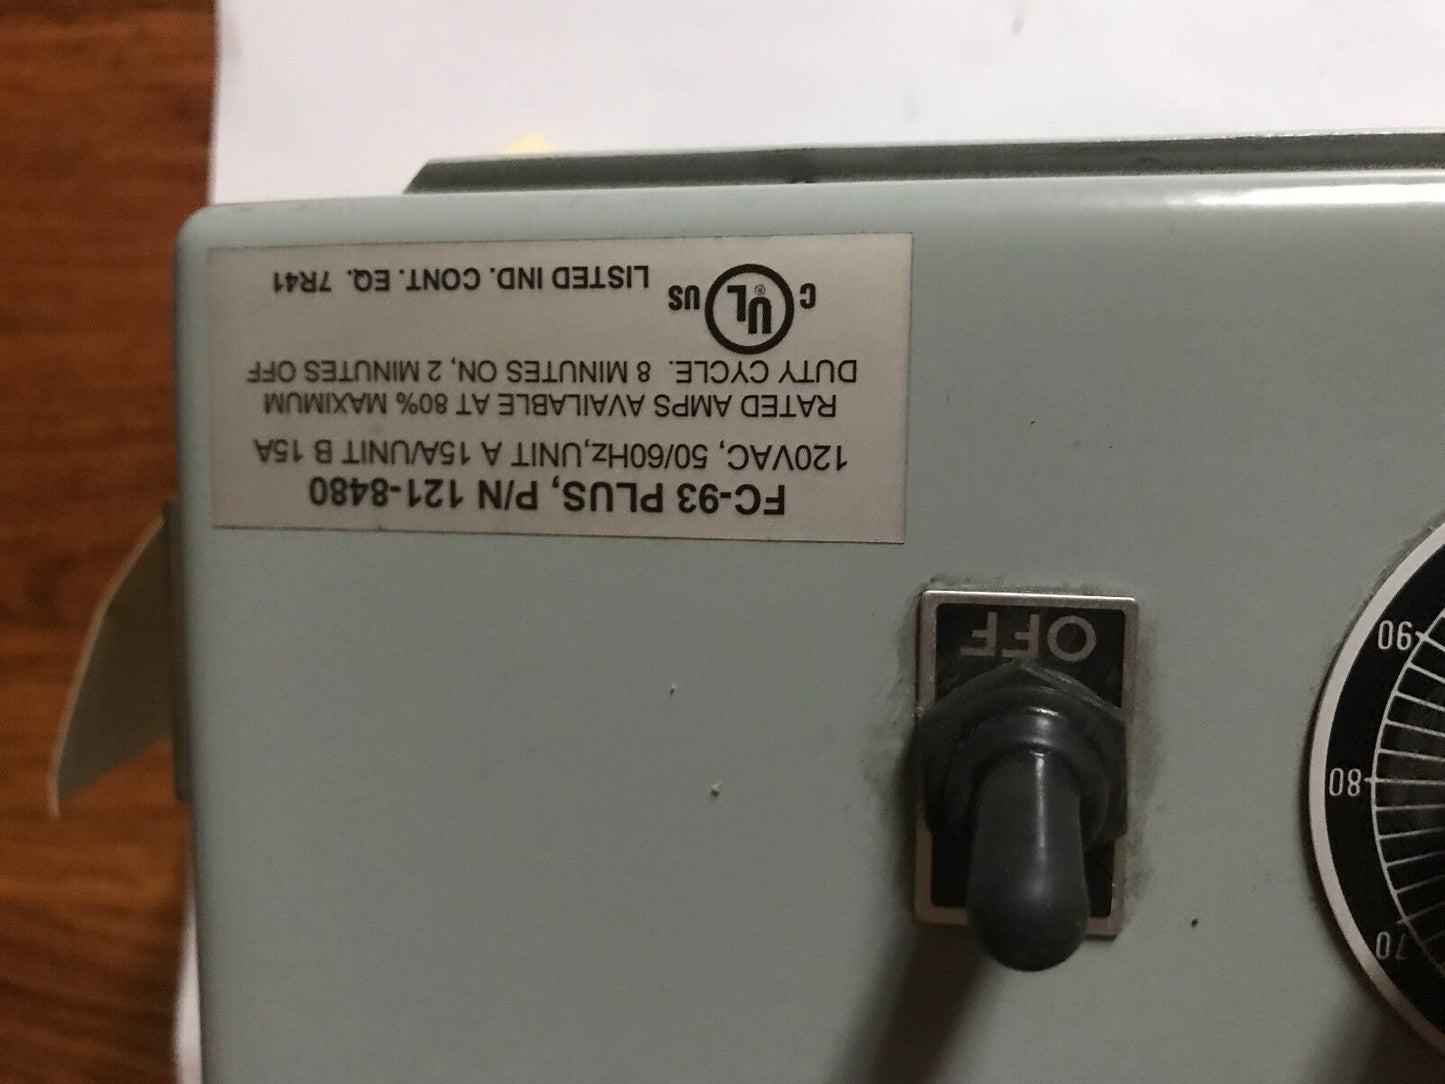 FC-93 PLUS, P/N 121-8480
120VAC, 50/60Hz,UNIT A 15A/UNIT B 15A
RATED AMPS AVAILABLE AT 80% MAXIMUM
DUTY CYCLE. 8 MINUTES ON, 2 MINUTES OFF
C UL® US LISTED IND. CONT. EQ. 7R41
OFF
70
80
90